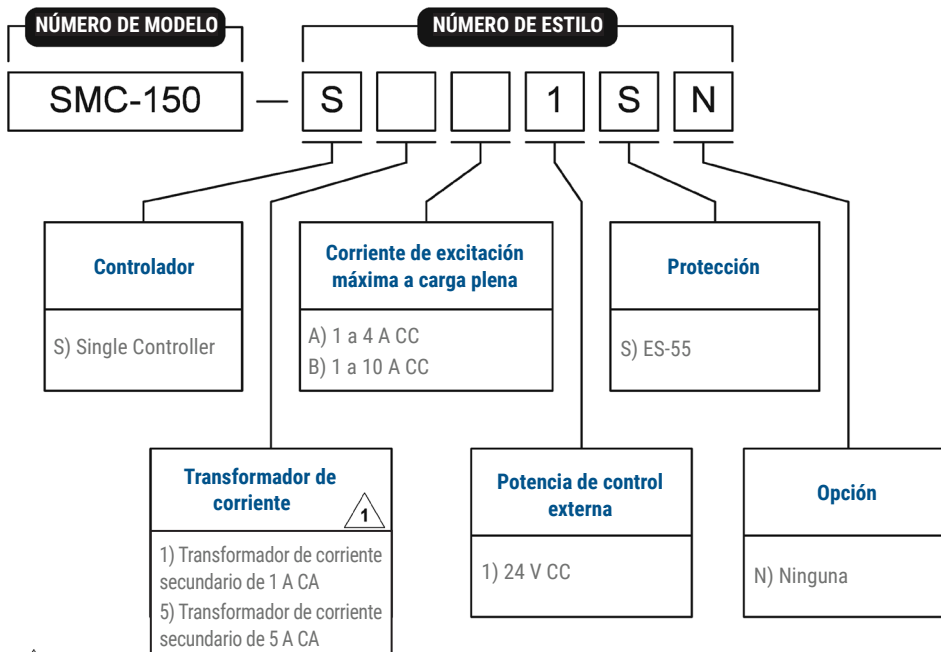 NÚMERO DE MODELO
NÚMERO DE ESTILO
SMC-150 — S 1 S N
Controlador
S) Single Controller
Corriente de excitación
máxima a carga plena
A) 1 a 4 A CC
B) 1 a 10 A CC
Protección
S) ES-55
Transformador de
corriente
1
1) Transformador de corriente
secundario de 1 A CA
5) Transformador de corriente
secundario de 5 A CA
Potencia de control
externa
1) 24 V CC
Opción
N) Ninguna